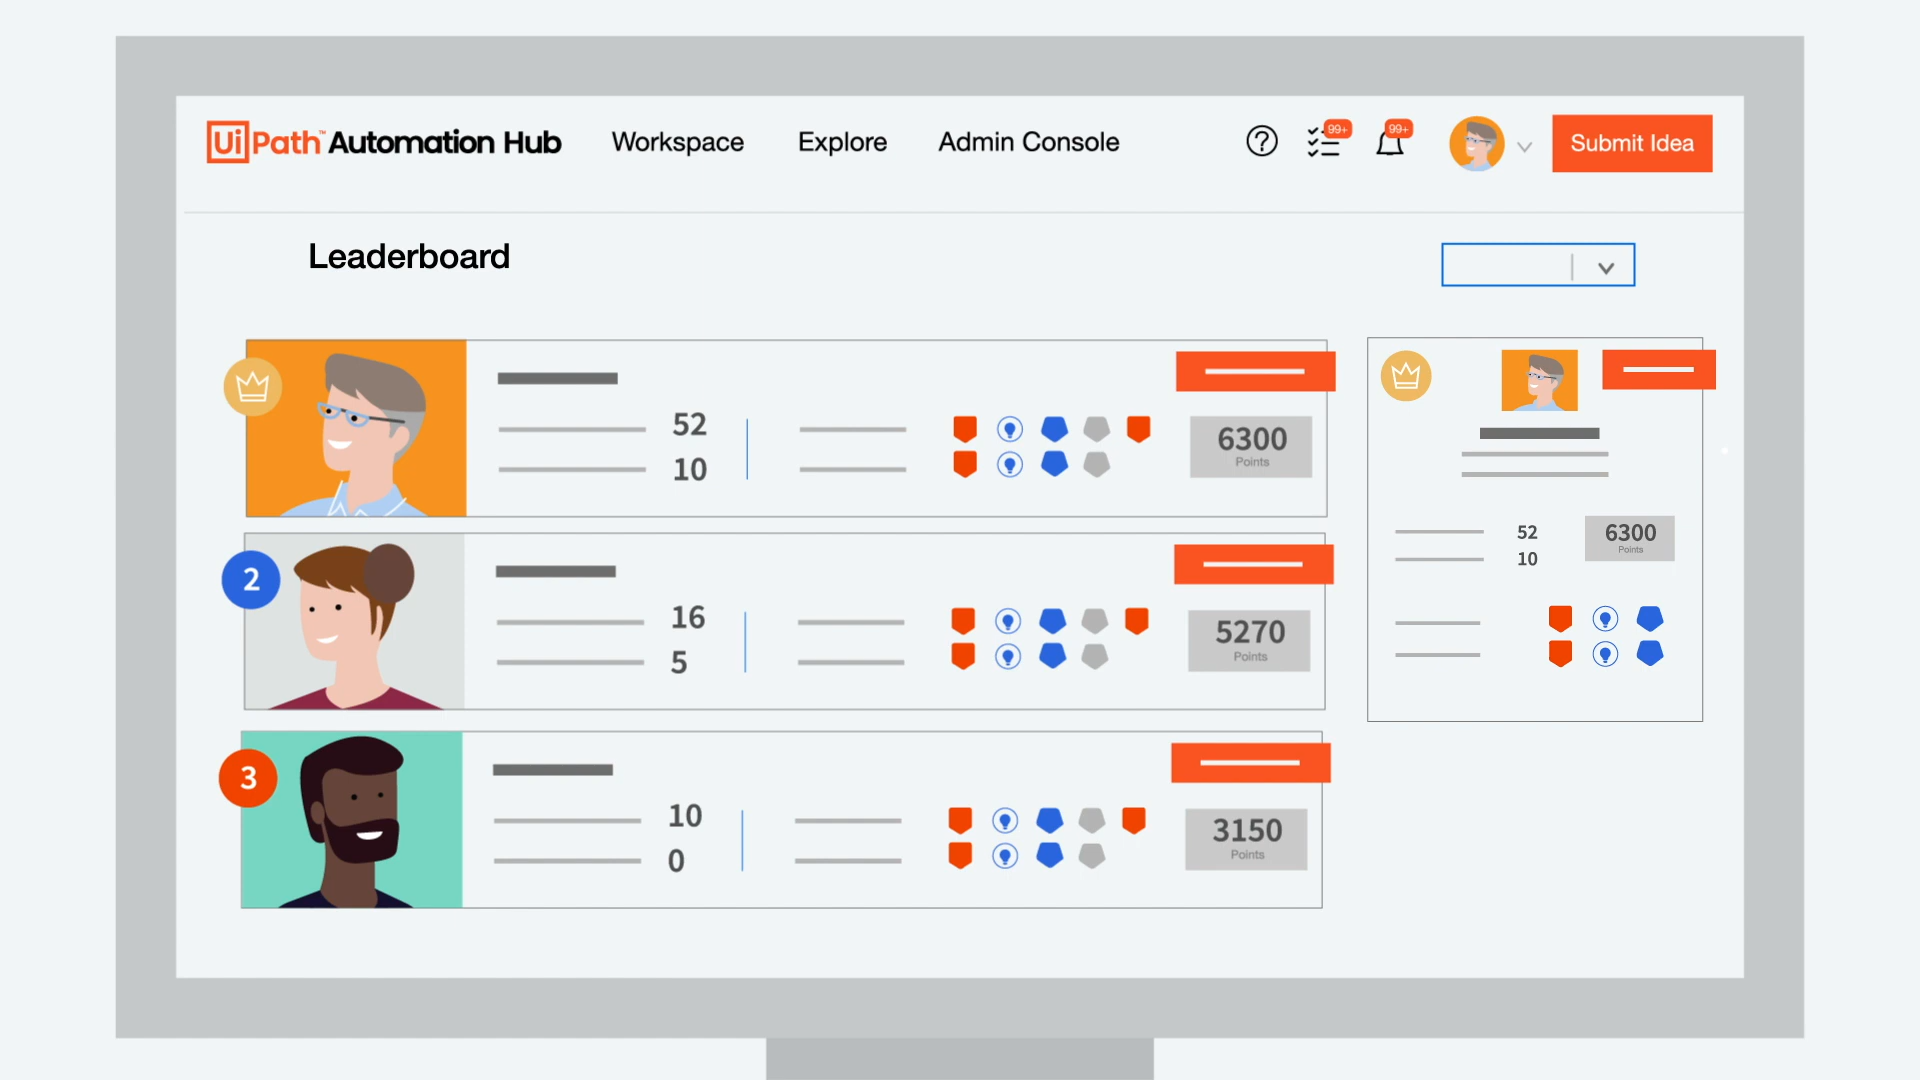 UiPath™ Automation Hub Workspace Explore Admin Console 99+ 99+ Submit Idea
Leaderboard
52
10
6300
Points
2
16
5
5270
Points
3
10
0
3150
Points
52
10
6300
Points